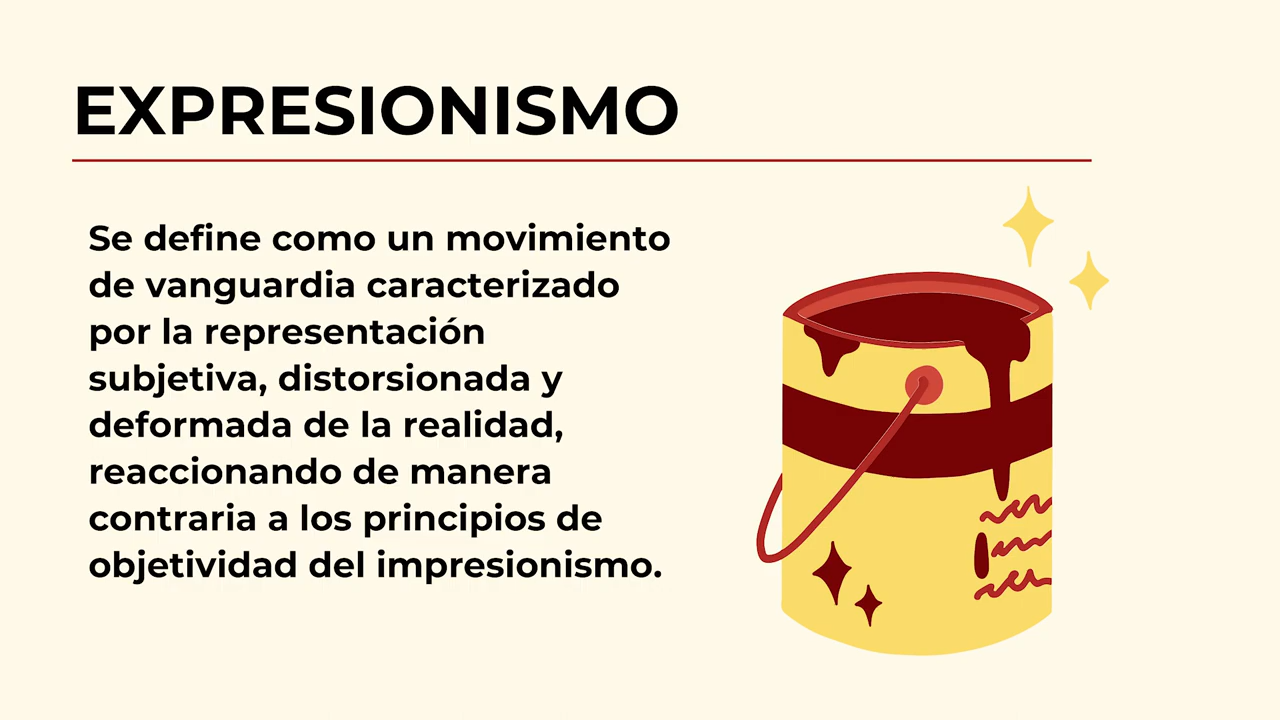 EXPRESIONISMO
Se define como un movimiento
de vanguardia caracterizado
por la representación
subjetiva, distorsionada y
deformada de la realidad,
reaccionando de manera
contraria a los principios de
objetividad del impresionismo.